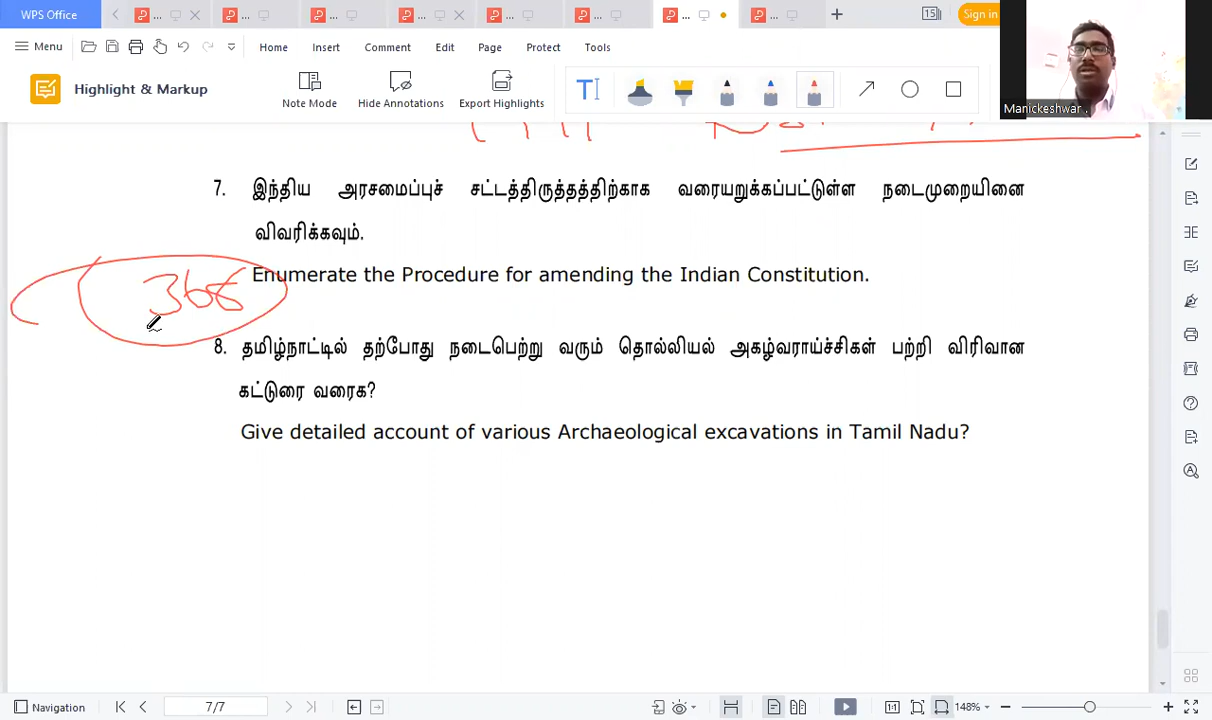 WPS Office
... ... ... ... ... ... ... ...
15
Sign in
Menu
Home Insert Comment Edit Page Protect Tools
Highlight & Markup
Note Mode Hide Annotations Export Highlights
Manickeshwar .
7. இந்திய அரசமைப்புச் சட்டத்திருத்தத்திற்காக வரையறுக்கப்பட்டுள்ள நடைமுறையினை
விவரிக்கவும்.
Enumerate the Procedure for amending the Indian Constitution.
368
8. தமிழ்நாட்டில் தற்போது நடைபெற்று வரும் தொல்லியல் அகழ்வராய்ச்சிகள் பற்றி விரிவான
கட்டுரை வரைக?
Give detailed account of various Archaeological excavations in Tamil Nadu?
Navigation 7/7 1:1 148%